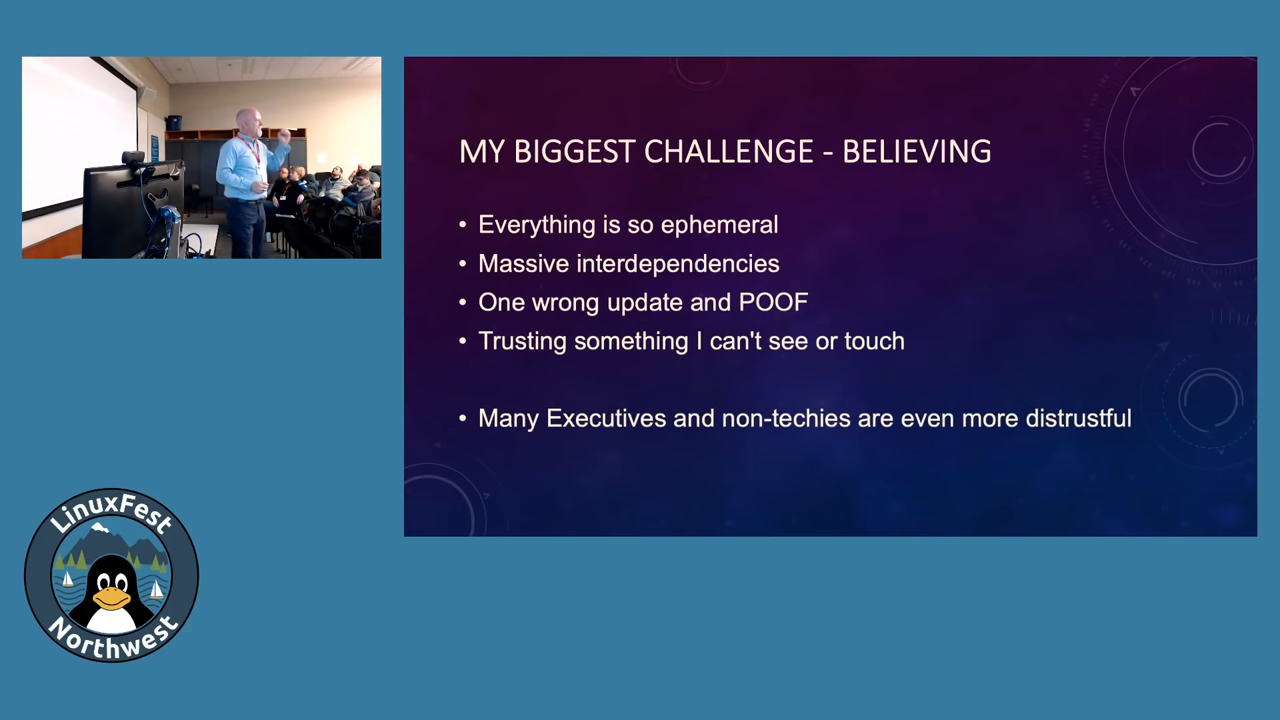 MY BIGGEST CHALLENGE - BELIEVING
• Everything is so ephemeral
• Massive interdependencies
• One wrong update and POOF
• Trusting something I can't see or touch
• Many Executives and non-techies are even more distrustful
LinuxFest
Northwest